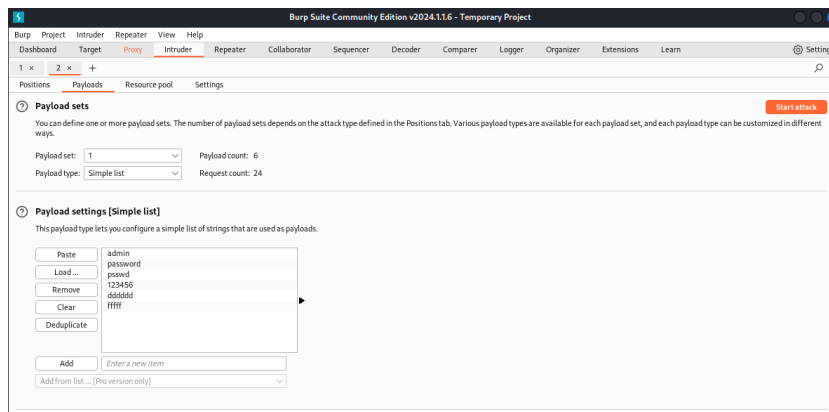 Burp Suite Community Edition v2024.1.1.6 - Temporary Project
Burp Project Intruder Repeater View Help
Dashboard Target Proxy Intruder Repeater Collaborator Sequencer Decoder Comparer Logger Organizer Extensions Learn Setting
1 × 2 × +
Positions Payloads Resource pool Settings
? Payload sets Start attack
You can define one or more payload sets. The number of payload sets depends on the attack type defined in the Positions tab. Various payload types are available for each payload set, and each payload type can be customized in different
ways.
Payload set: 1 Payload count: 6
Payload type: Simple list Request count: 24
? Payload settings [Simple list]
This payload type lets you configure a simple list of strings that are used as payloads.
Paste admin
password
Load ... psswd
Remove 123456
dddddd
Clear fffff
Deduplicate
Add Enter a new item
Add from list ... [Pro version only]